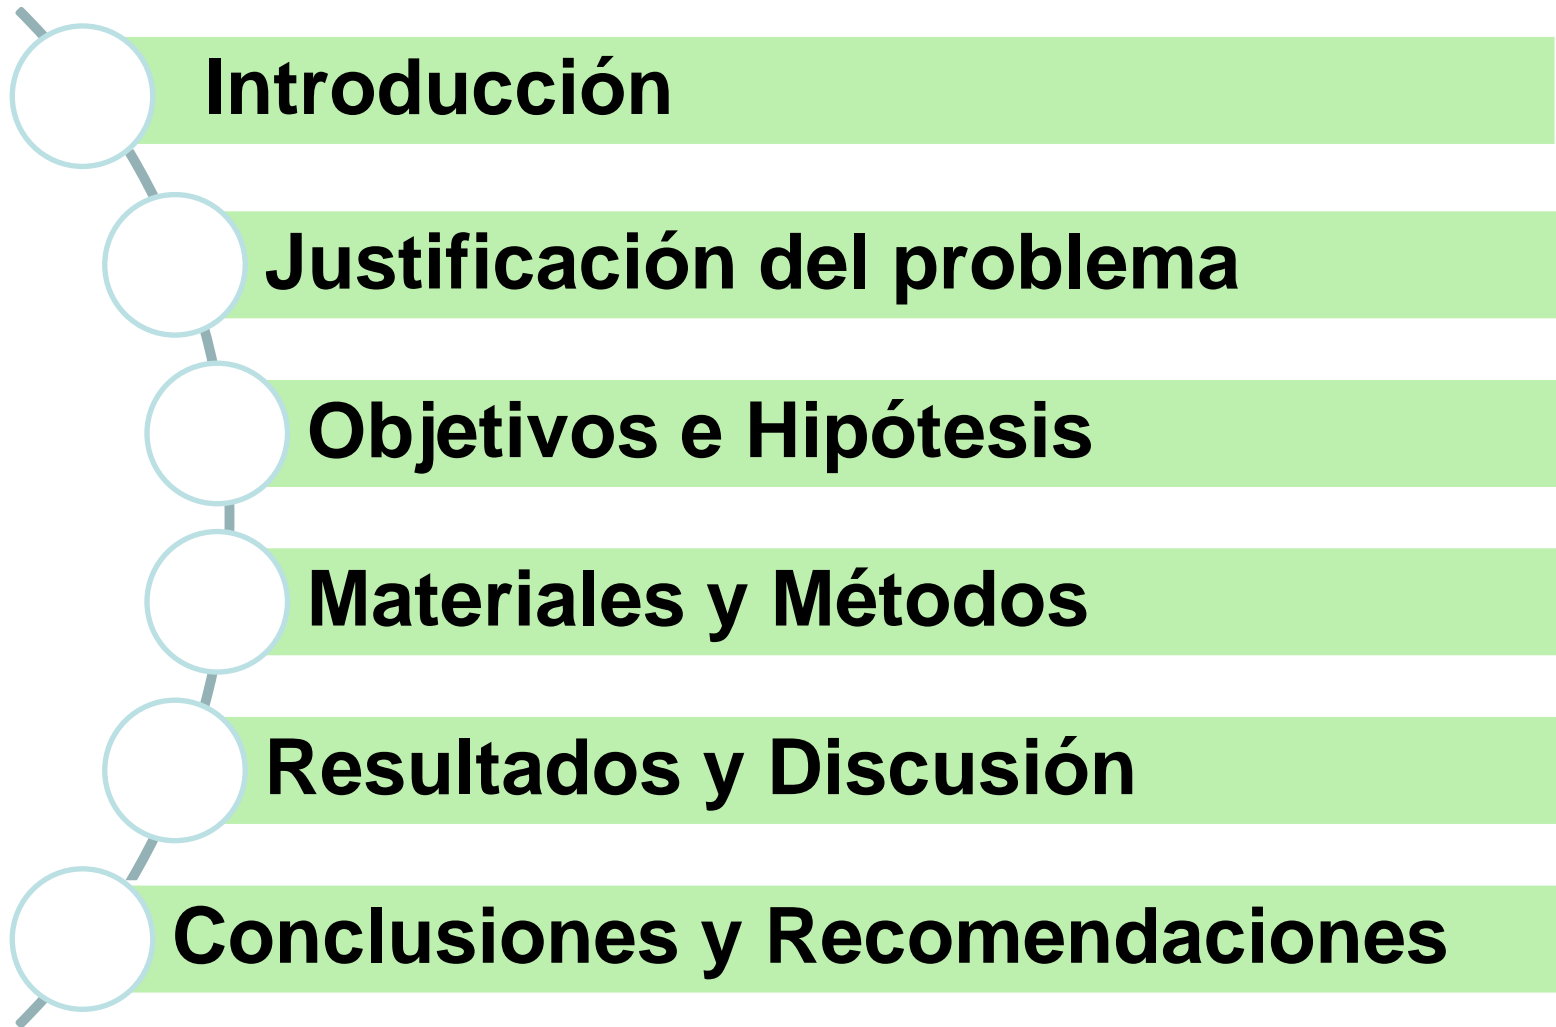 Introducción
Justificación del problema
Objetivos e Hipótesis
Materiales y Métodos
Resultados y Discusión
Conclusiones y Recomendaciones